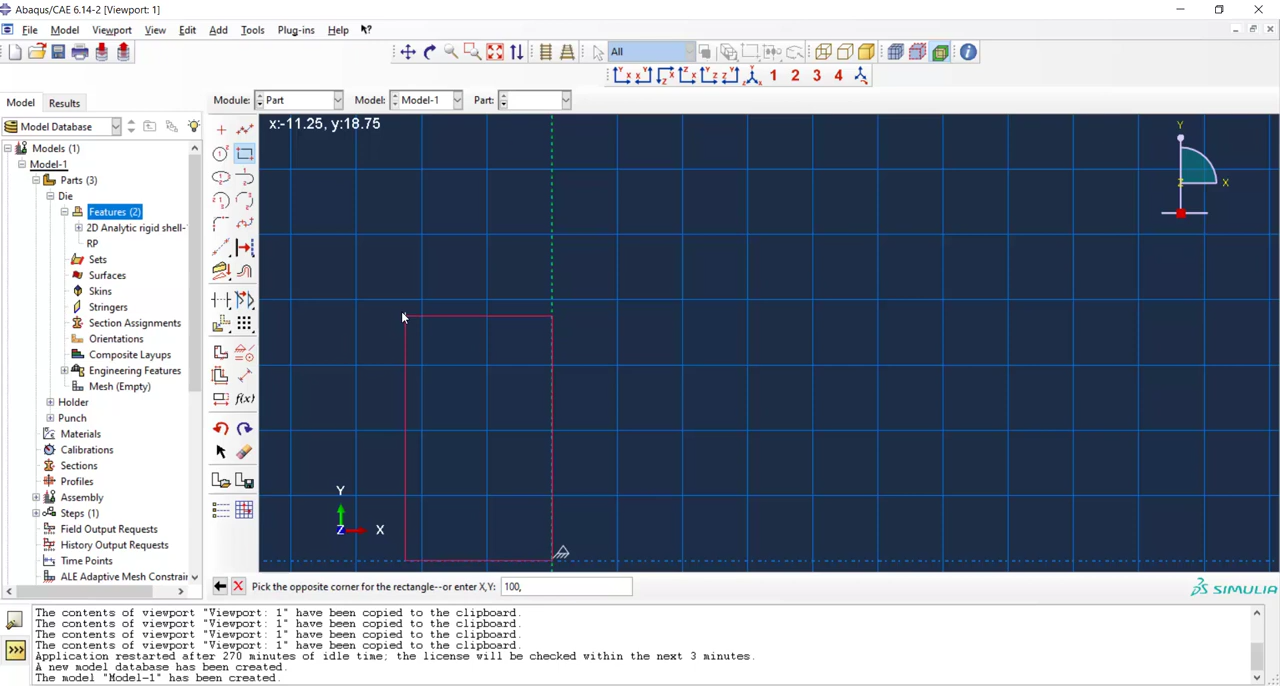 Abaqus/CAE 6.14-2 [Viewport: 1]
File Model Viewport View Edit Add Tools Plug-ins Help
All
1 2 3 4
Model Results
Module: Part Model: Model-1 Part:
Model Database
x:-11.25, y:18.75
Models (1)
Model-1
Parts (3)
Die
Features (2)
2D Analytic rigid shell-
RP
Sets
Surfaces
Skins
Stringers
Section Assignments
Orientations
Composite Layups
Engineering Features
Mesh (Empty)
Holder
Punch
Materials
Calibrations
Sections
Profiles
Assembly
Steps (1)
Field Output Requests
History Output Requests
Time Points
ALE Adaptive Mesh Constrai
f(x)
Y
X
Z
Y
Z X
Pick the opposite corner for the rectangle--or enter X,Y: 100,
SIMULIA
The contents of viewport "Viewport: 1" have been copied to the clipboard.
The contents of viewport "Viewport: 1" have been copied to the clipboard.
The contents of viewport "Viewport: 1" have been copied to the clipboard.
The contents of viewport "Viewport: 1" have been copied to the clipboard.
Application restarted after 270 minutes of idle time; the license will be checked within the next 3 minutes.
A new model database has been created.
The model "Model-1" has been created.